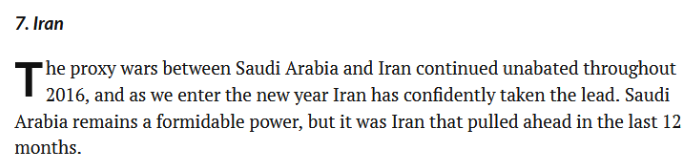 7. Iran
The proxy wars between Saudi Arabia and Iran continued unabated throughout
2016, and as we enter the new year Iran has confidently taken the lead. Saudi
Arabia remains a formidable power, but it was Iran that pulled ahead in the last 12
months.